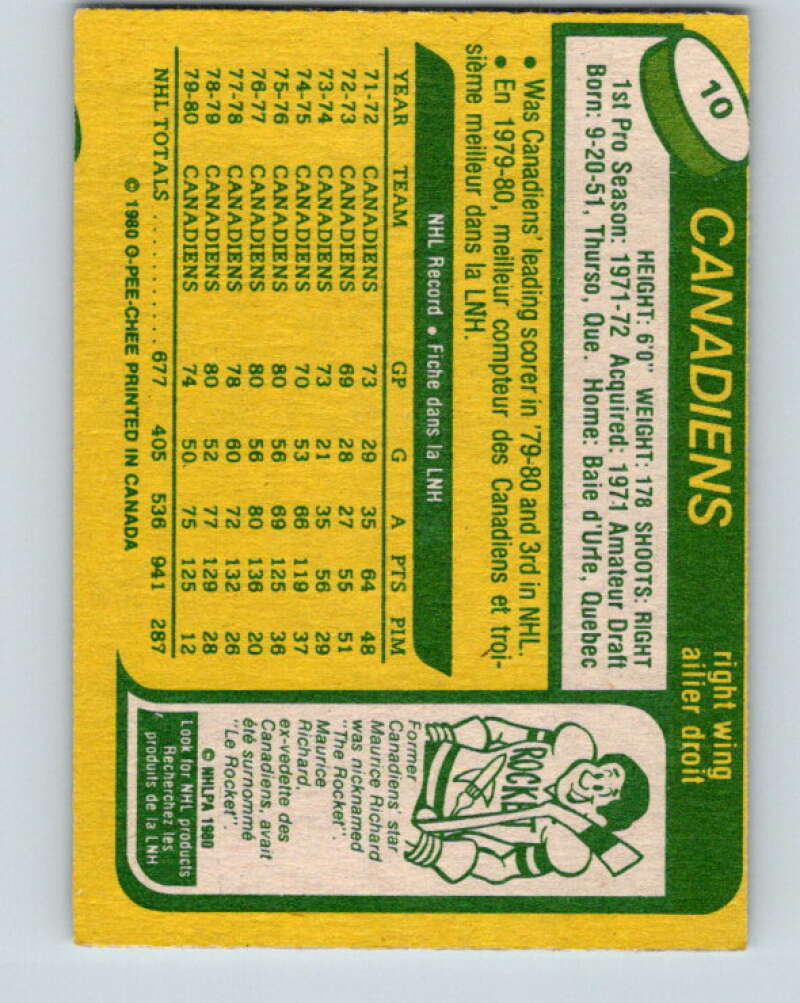 10
CANADIENS
right wing
ailier droit
HEIGHT: 6'0" WEIGHT: 178 SHOOTS: RIGHT
1st Pro Season: 1971-72 Acquired: 1971 Amateur Draft
Born: 9-20-51, Thurso, Que. Home: Baie d'Urfe, Quebec
• Was Canadiens' leading scorer in '79-80 and 3rd in NHL.
• En 1979-80, meilleur compteur des Canadiens et troi-
sième meilleur dans la LNH.
NHL Record • Fiche dans la LNH
YEAR TEAM GP G A PTS PIM
71-72 CANADIENS 73 29 35 64 48
72-73 CANADIENS 69 28 27 55 51
73-74 CANADIENS 73 21 35 56 29
74-75 CANADIENS 70 53 66 119 37
75-76 CANADIENS 80 56 69 125 36
76-77 CANADIENS 80 56 80 136 20
77-78 CANADIENS 78 60 72 132 26
78-79 CANADIENS 80 52 77 129 28
79-80 CANADIENS 74 50 75 125 12
NHL TOTALS ........... 677 405 536 941 287
© 1980 O-PEE-CHEE PRINTED IN CANADA
ROCKET
Former
Canadiens' star
Maurice Richard
was nicknamed
"The Rocket".
Maurice
Richard,
ex-vedette des
Canadiens, avait
été surnommé
"Le Rocket".
© NHLPA 1980
Look for NHL products
Recherchez les
produits de la LNH